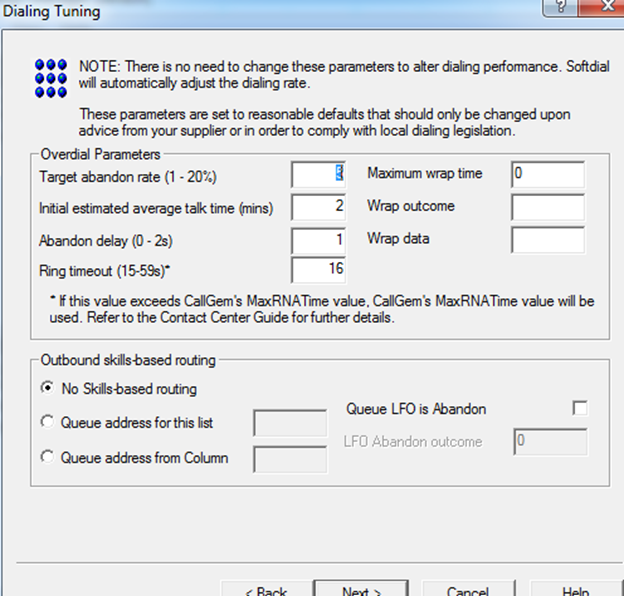 Dialing Tuning
?
NOTE: There is no need to change these parameters to alter dialing performance. Softdial
will automatically adjust the dialing rate.
These parameters are set to reasonable defaults that should only be changed upon
advice from your supplier or in order to comply with local dialing legislation.
Overdial Parameters
Target abandon rate (1 - 20%)
Maximum wrap time 0
Initial estimated average talk time (mins) 2
Wrap outcome
Abandon delay (0 - 2s) 1
Wrap data
Ring timeout (15-59s)* 16
* If this value exceeds CallGem's MaxRNATime value, CallGem's MaxRNATime value will be
used. Refer to the Contact Center Guide for further details.
Outbound skills-based routing
No Skills-based routing
Queue address for this list
Queue LFO is Abandon
Queue address from Column
LFO Abandon outcome 0
< Back Next > Cancel Help